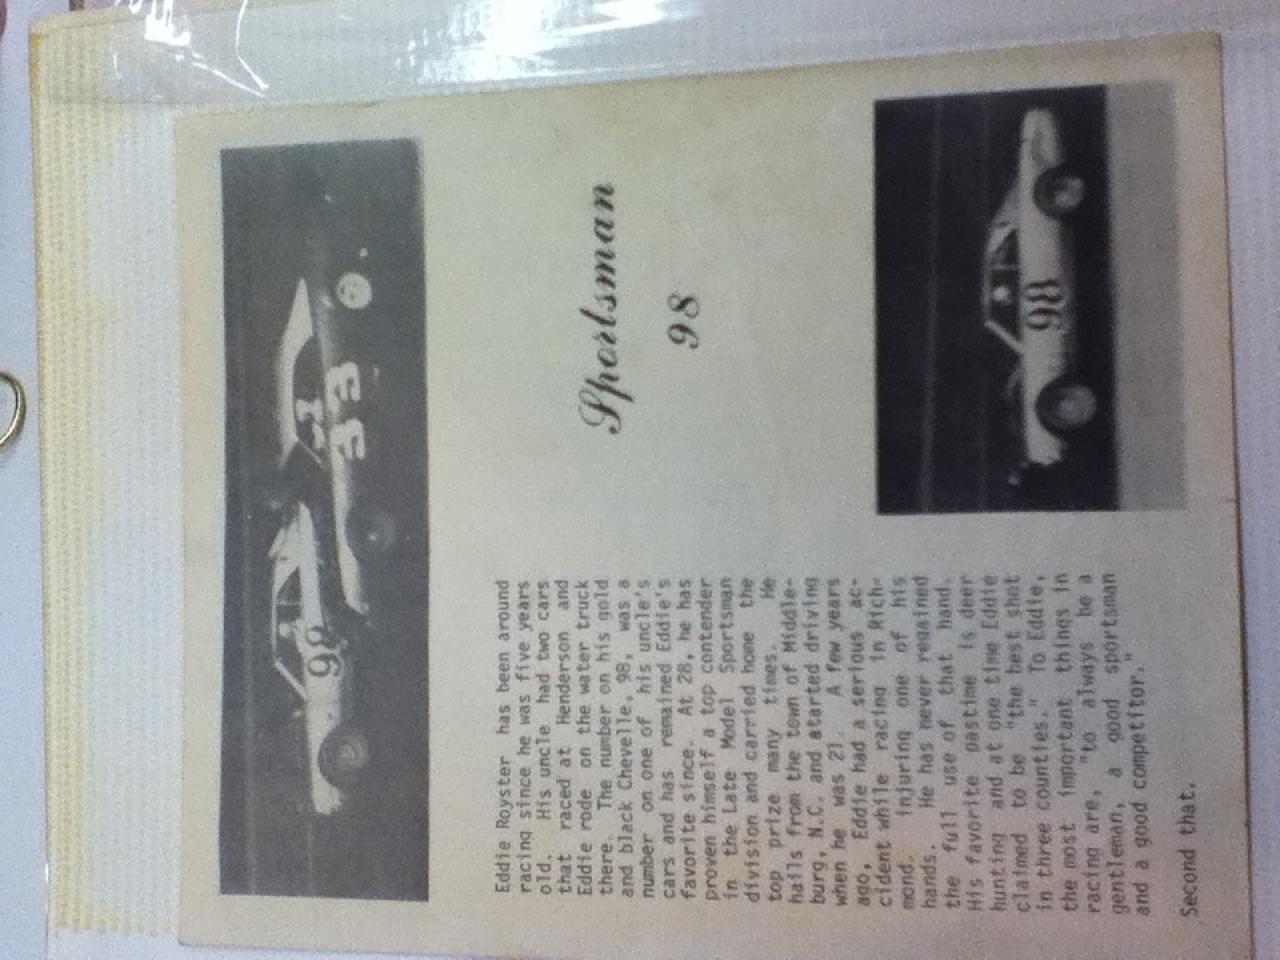 98
33
Sportsman
98
98
Eddie Royster has been around
racing since he was five years
old. His uncle had two cars
that raced at Henderson and
Eddie rode on the water truck
there. The number on his gold
and black Chevelle, 98, was a
number on one of his uncle's
cars and has remained Eddie's
favorite since. At 28, he has
proven himself a top contender
in the Late Model Sportsman
division and carried home the
top prize many times. He
hails from the town of Middle-
burg, N.C. and atarted driving
when he was 21. A few years
ago, Eddie had a serious ac-
cident while racing in Rich-
mond, injuring one of his
hands. He has never regained
the full use of that hand.
His favorite pastime is deer
hunting and at one time Eddie
claimed to be "the best shot
in three counties." To Eddie,
the most important things in
racing are, "to always be a
gentleman, a good sportsman
and a good competitor."
Second that.